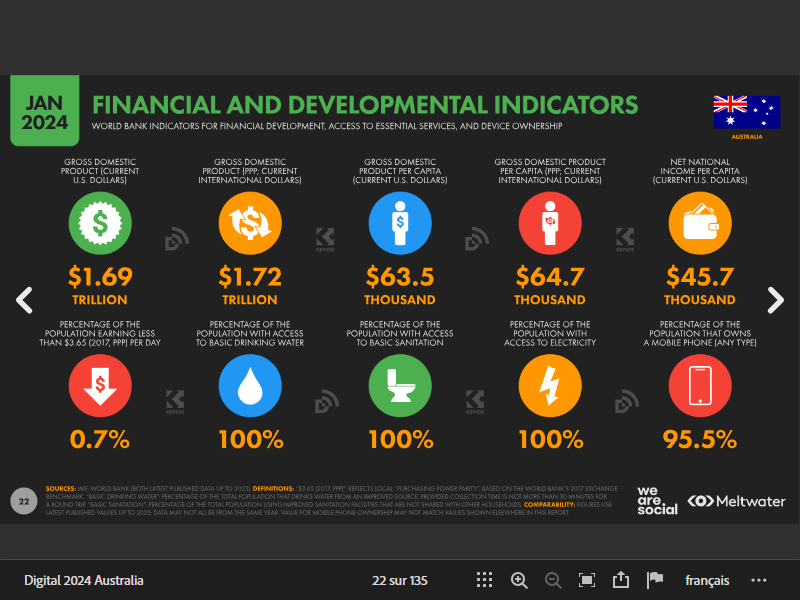 JAN
2024
FINANCIAL AND DEVELOPMENTAL INDICATORS
WORLD BANK INDICATORS FOR FINANCIAL DEVELOPMENT, ACCESS TO ESSENTIAL SERVICES, AND DEVICE OWNERSHIP
AUSTRALIA
GROSS DOMESTIC
PRODUCT (CURRENT
U.S. DOLLARS)
$1.69
TRILLION
GROSS DOMESTIC
PRODUCT (PPP; CURRENT
INTERNATIONAL DOLLARS)
$1.72
TRILLION
GROSS DOMESTIC
PRODUCT PER CAPITA
(CURRENT U.S. DOLLARS)
$63.5
THOUSAND
GROSS DOMESTIC PRODUCT
PER CAPITA (PPP; CURRENT
INTERNATIONAL DOLLARS)
$64.7
THOUSAND
NET NATIONAL
INCOME PER CAPITA
(CURRENT U.S. DOLLARS)
$45.7
THOUSAND
KEPIOS
KEPIOS
PERCENTAGE OF THE
POPULATION EARNING LESS
THAN $3.65 (2017, PPP) PER DAY
0.7%
PERCENTAGE OF THE
POPULATION WITH ACCESS
TO BASIC DRINKING WATER
100%
PERCENTAGE OF THE
POPULATION WITH ACCESS
TO BASIC SANITATION
100%
PERCENTAGE OF THE
POPULATION WITH
ACCESS TO ELECTRICITY
100%
PERCENTAGE OF THE
POPULATION THAT OWNS
A MOBILE PHONE (ANY TYPE)
95.5%
KEPIOS
KEPIOS
22
SOURCES: IMF; WORLD BANK (BOTH LATEST PUBLISHED DATA UP TO 2023). DEFINITIONS: "$3.65 (2017, PPP)": REFLECTS LOCAL "PURCHASING POWER PARITY", BASED ON THE WORLD BANK'S 2017 EXCHANGE
BENCHMARK. "BASIC DRINKING WATER": PERCENTAGE OF THE TOTAL POPULATION THAT DRINKS WATER FROM AN IMPROVED SOURCE, PROVIDED COLLECTION TIME IS NOT MORE THAN 30 MINUTES FOR
A ROUND TRIP. "BASIC SANITATION": PERCENTAGE OF THE TOTAL POPULATION USING IMPROVED SANITATION FACILITIES THAT ARE NOT SHARED WITH OTHER HOUSEHOLDS. COMPARABILITY: FIGURES USE
LATEST PUBLISHED VALUES UP TO 2023; DATA MAY NOT ALL BE FROM THE SAME YEAR. VALUE FOR MOBILE PHONE OWNERSHIP MAY NOT MATCH VALUES SHOWN ELSEWHERE IN THIS REPORT.
we
are.
social
Meltwater
Digital 2024 Australia
22 sur 135
français